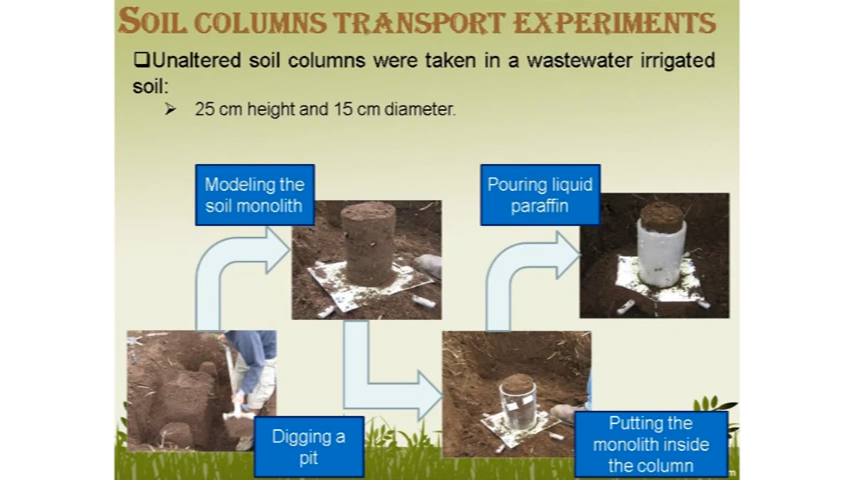 SOIL COLUMNS TRANSPORT EXPERIMENTS
❑Unaltered soil columns were taken in a wastewater irrigated
soil:
➢ 25 cm height and 15 cm diameter.
Modeling the
soil monolith
Pouring liquid
paraffin
Digging a
pit
Putting the
monolith inside
the column